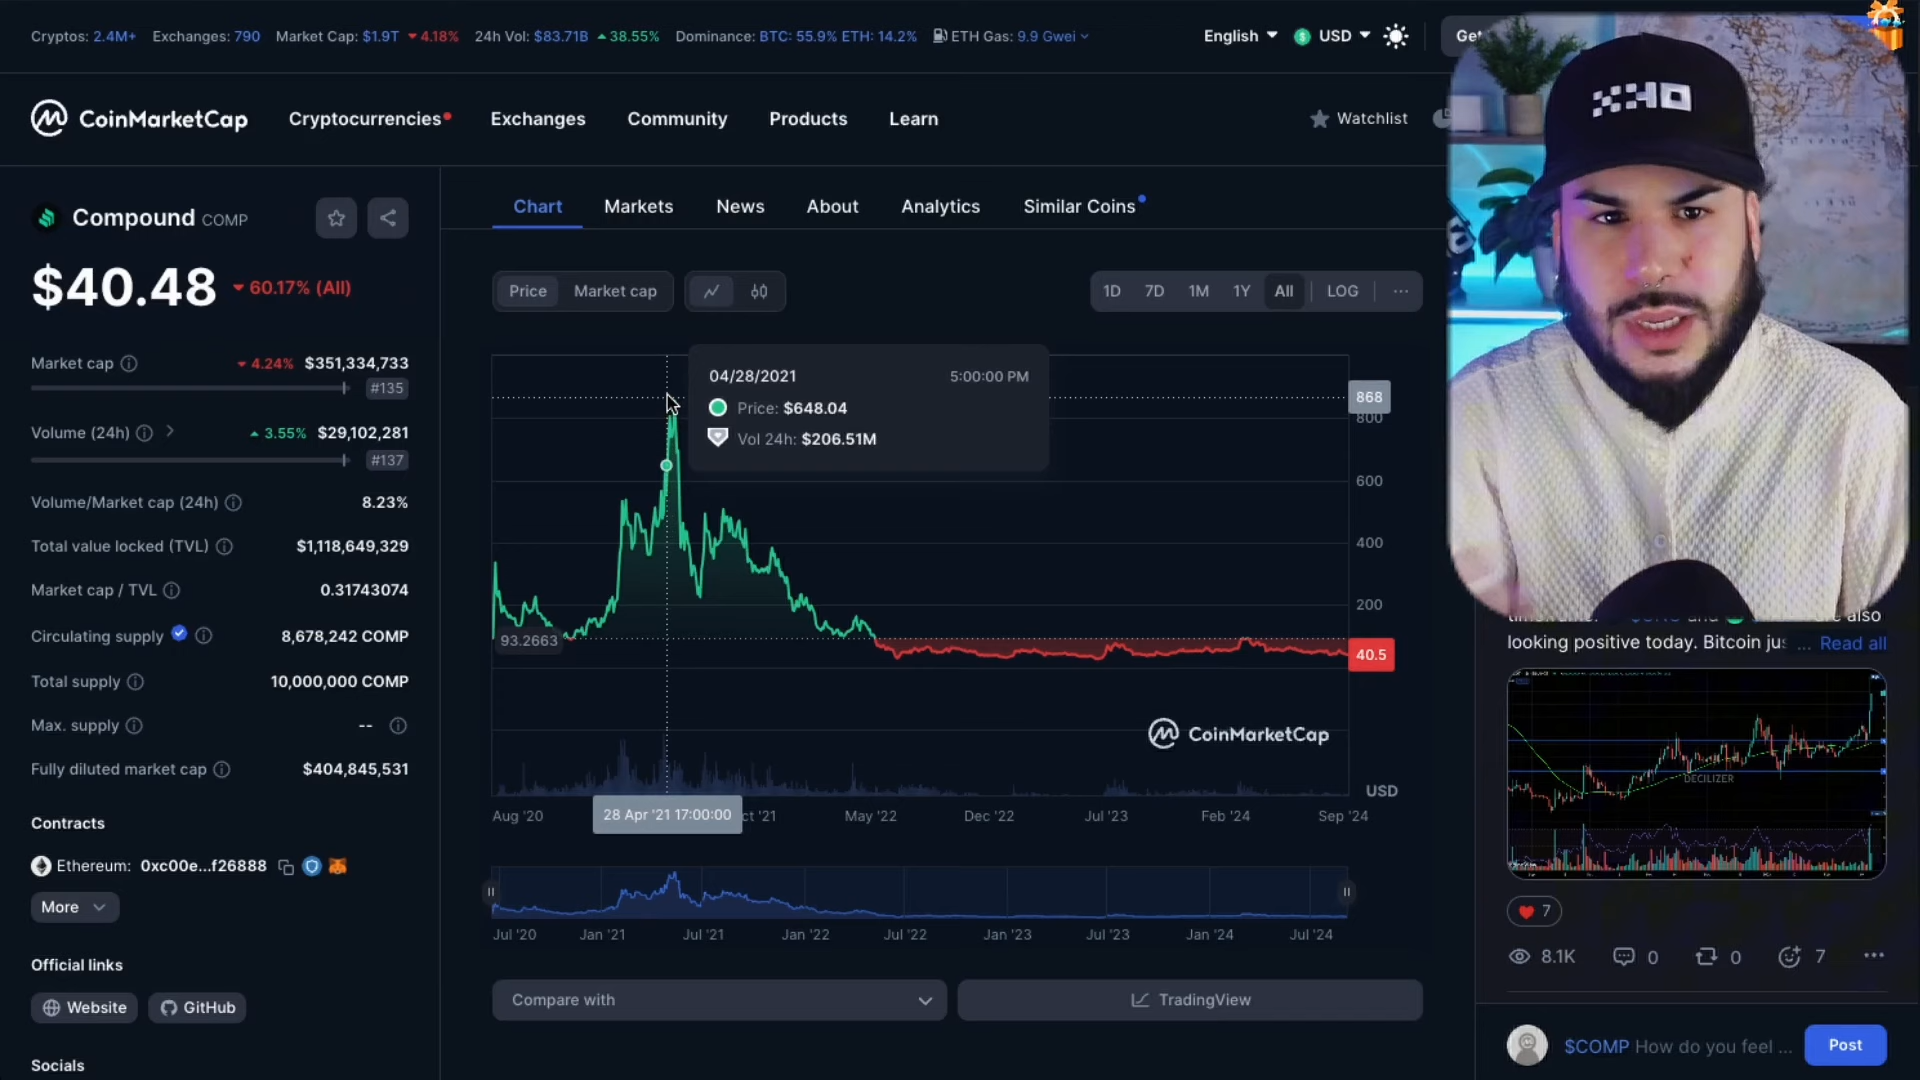 Cryptos: 2.4M+ Exchanges: 790 Market Cap: $1.9T 4.18% 24h Vol: $83.71B 38.55% Dominance: BTC: 55.9% ETH: 14.2% ETH Gas: 9.9 Gwei English USD
CoinMarketCap Cryptocurrencies Exchanges Community Products Learn Watchlist
Compound COMP
$40.48 60.17% (All)
Market cap 4.24% $351,334,733
#135
Volume (24h) 3.55% $29,102,281
#137
Volume/Market cap (24h) 8.23%
Total value locked (TVL) $1,118,649,329
Market cap / TVL 0.31743074
Circulating supply 8,678,242 COMP
Total supply 10,000,000 COMP
Max. supply --
Fully diluted market cap $404,845,531
Contracts
Ethereum: 0xc00e...f26888
More
Official links
Website GitHub
Socials
Chart Markets News About Analytics Similar Coins
Price Market cap 1D 7D 1M 1Y All LOG ...
04/28/2021 5:00:00 PM
Price: $648.04
Vol 24h: $206.51M
868
800
600
400
200
93.2663
40.5
CoinMarketCap
USD
Aug '20 28 Apr '21 17:00:00 ct '21 May '22 Dec '22 Jul '23 Feb '24 Sep '24
Jul '20 Jan '21 Jul '21 Jan '22 Jul '22 Jan '23 Jul '23 Jan '24 Jul '24
Compare with TradingView
also
looking positive today. Bitcoin jus ... Read all
DECILIZER
7
8.1K 0 0 7 ...
$COMP How do you feel ... Post